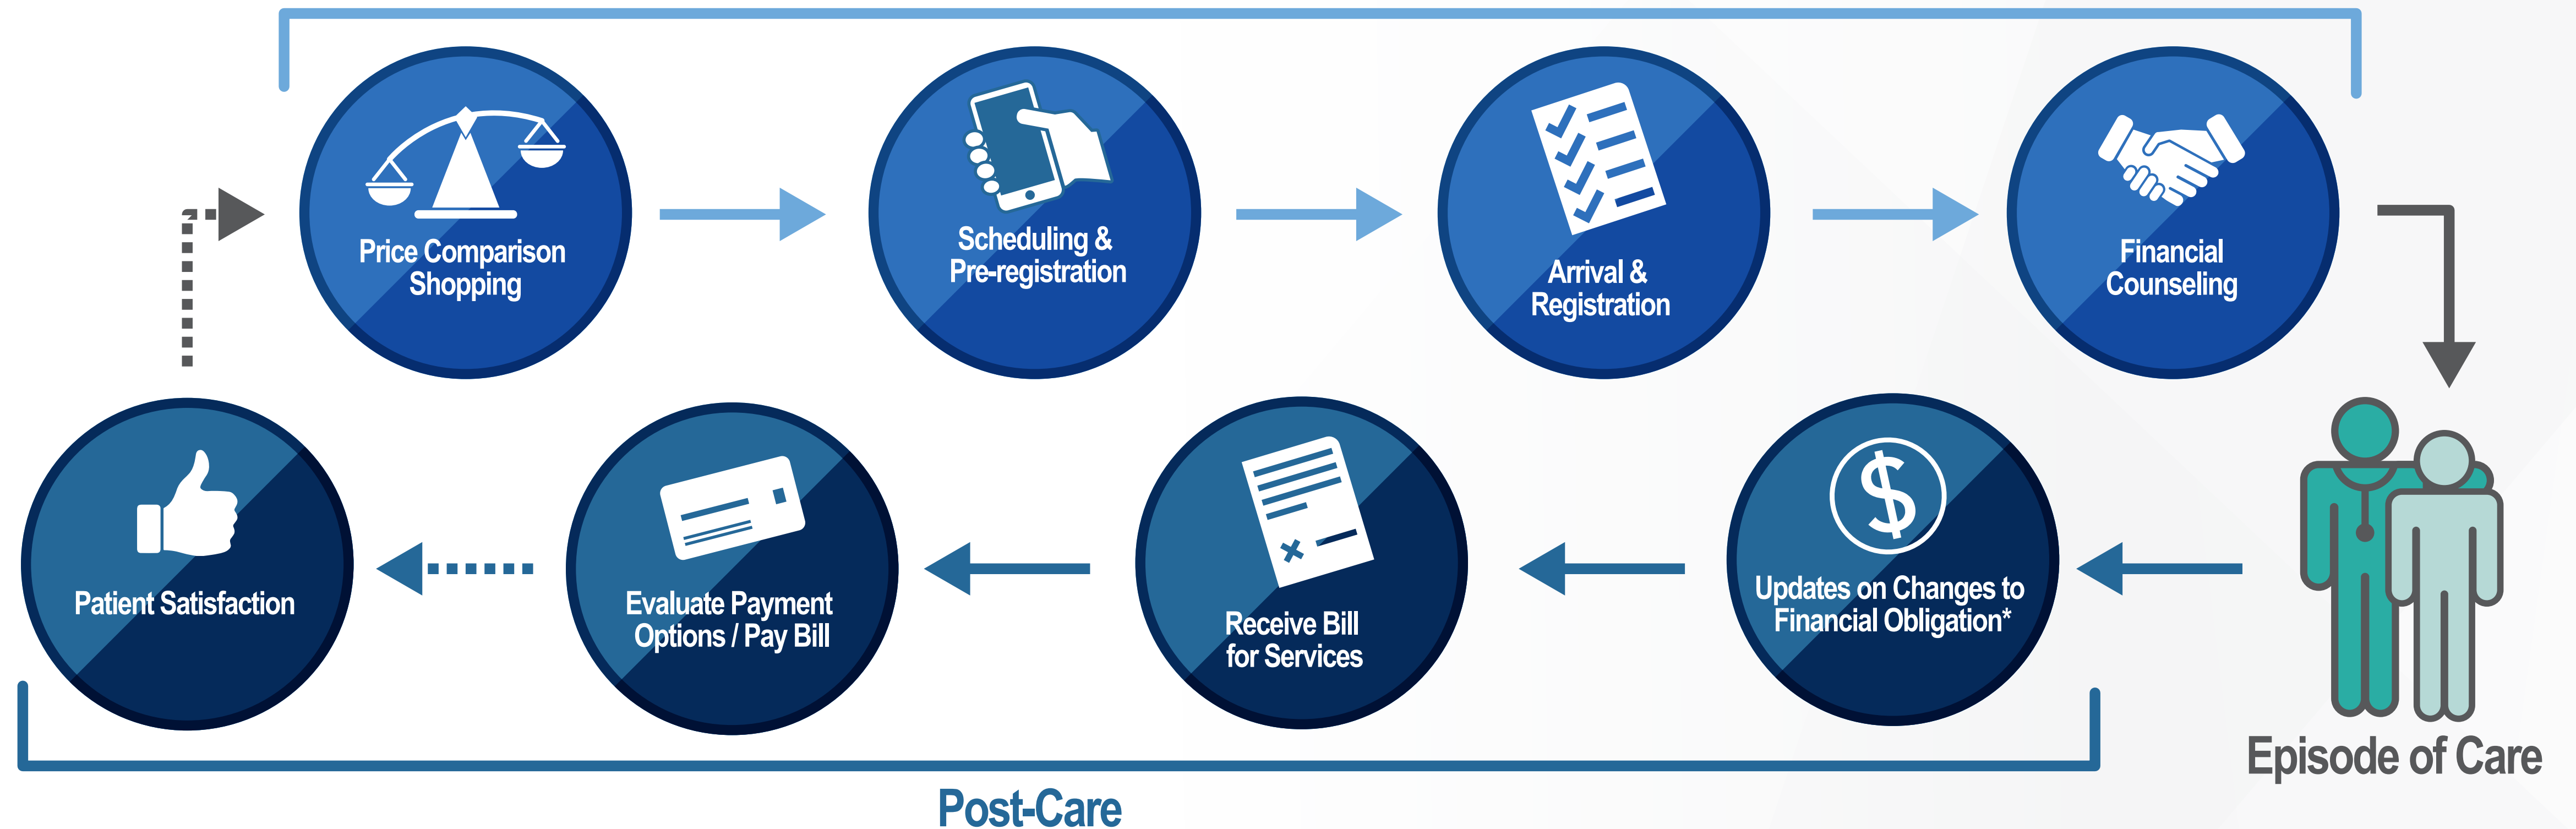 Price Comparison
Shopping
Scheduling &
Pre-registration
Arrival &
Registration
Financial
Counseling
Patient Satisfaction
Evaluate Payment
Options / Pay Bill
Receive Bill
for Services
Updates on Changes to
Financial Obligation*
Episode of Care
Post-Care